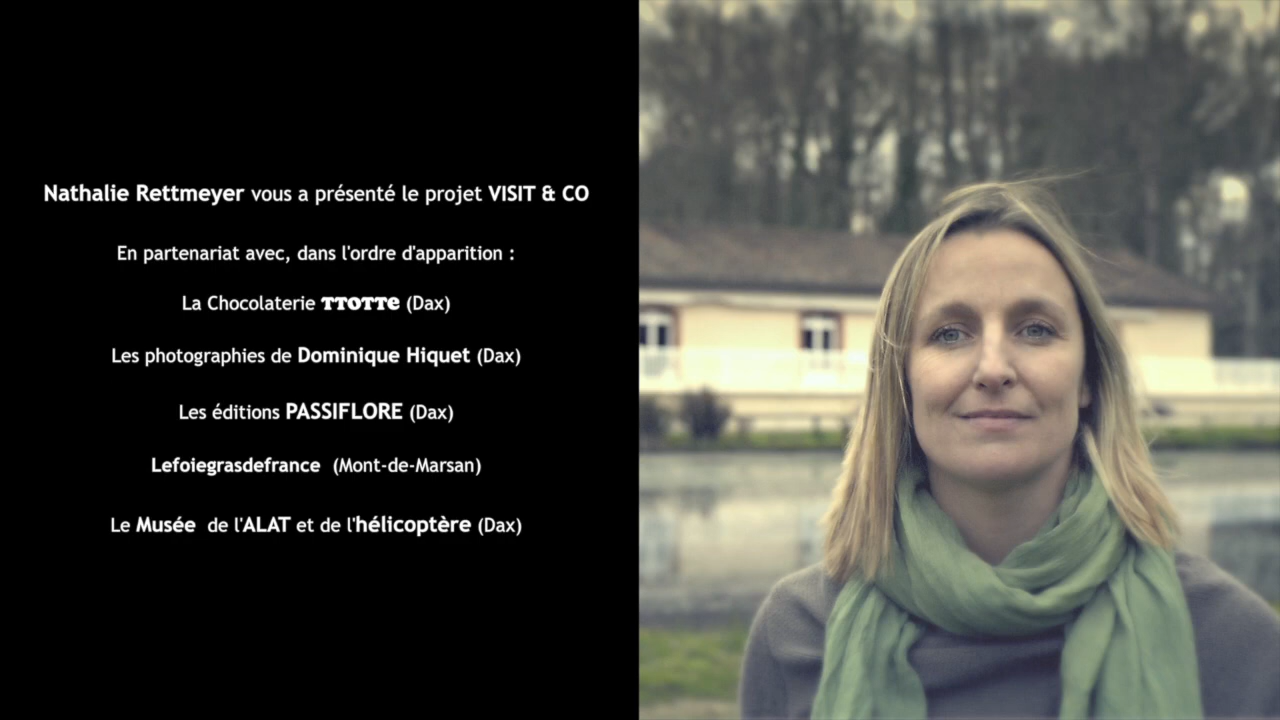 Nathalie Rettmeyer vous a présenté le projet VISIT & CO
En partenariat avec, dans l'ordre d'apparition :
La Chocolaterie TTOTTe (Dax)
Les photographies de Dominique Hiquet (Dax)
Les éditions PASSIFLORE (Dax)
Lefoiegrasdefrance (Mont-de-Marsan)
Le Musée de l'ALAT et de l'hélicoptère (Dax)